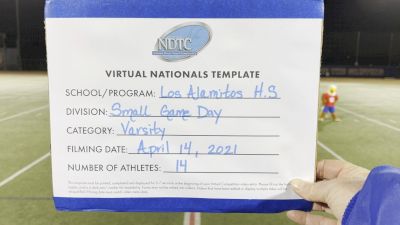 NDTC
VIRTUAL NATIONALS TEMPLATE
SCHOOL/PROGRAM: Los Alamitos H.S
DIVISION: Small Game Day
CATEGORY: Varsity
FILMING DATE: April 14, 2021
NUMBER OF ATHLETES: 14